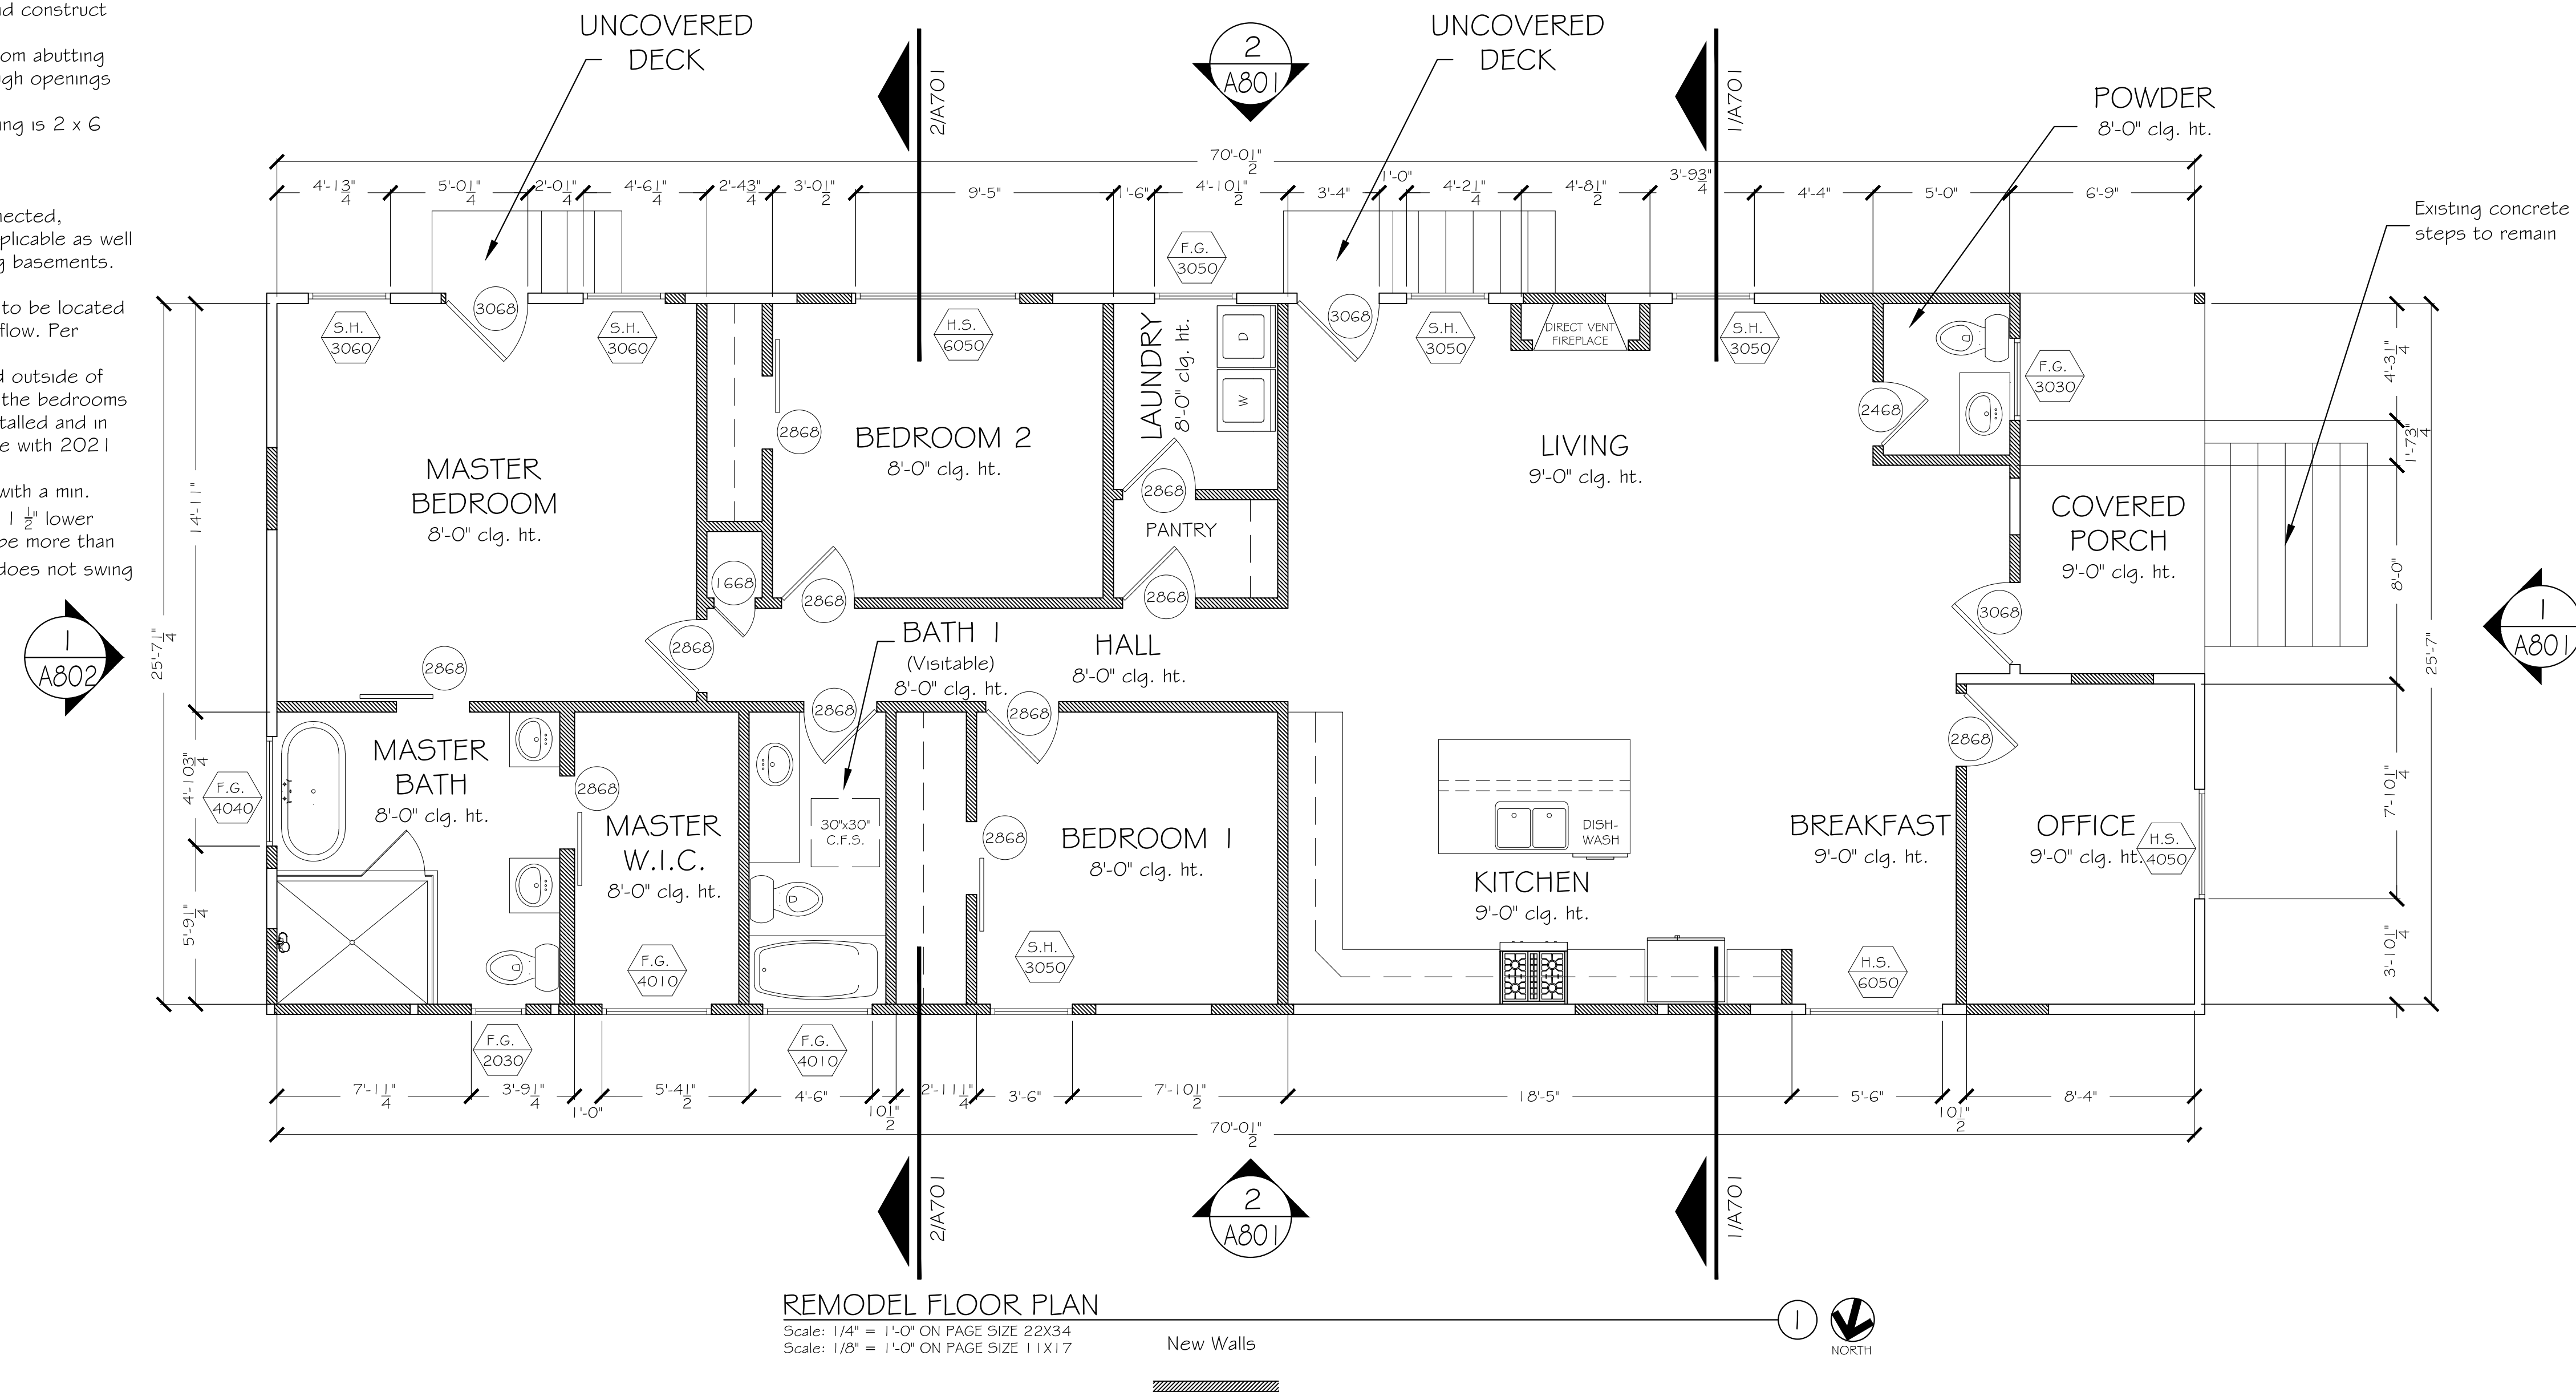 d construct
om abutting
gh openings
ng is 2 x 6
nected,
plicable as well
g basements.
to be located
flow. Per
d outside of
the bedrooms
talled and in
e with 2021
with a min.
1 1/2" lower
be more than
does not swing
UNCOVERED
DECK
2/A701
2
A801
UNCOVERED
DECK
1/A701
POWDER
8'-0" clg. ht.
Existing concrete
steps to remain
70'-0 1/2"
4'-1 3/4"
5'-0 1/4"
2'-0 1/4"
4'-6 1/4"
2'-4 3/4"
3'-0 1/2"
9'-5"
1'-6"
4'-10 1/2"
3'-4"
1'-0"
4'-2 1/4"
4'-8 1/2"
3'-9 3/4"
4'-4"
5'-0"
6'-9"
F.G.
3050
S.H.
3060
3068
S.H.
3060
H.S.
6050
3068
S.H.
3050
DIRECT VENT
FIREPLACE
S.H.
3050
F.G.
3030
LAUNDRY
8'-0" clg. ht.
D
W
2868
2468
MASTER
BEDROOM
8'-0" clg. ht.
BEDROOM 2
8'-0" clg. ht.
LIVING
9'-0" clg. ht.
2868
PANTRY
COVERED
PORCH
9'-0" clg. ht.
1668
2868
2868
3068
25'-7 1/4"
14'-11"
4'-10 3/4"
5'-9 1/4"
4'-3 1/4"
1'-7 3/4"
8'-0"
7'-10 1/4"
3'-10 1/4"
25'-7"
1
A802
1
A801
2868
2868
BATH 1
(Visitable)
8'-0" clg. ht.
HALL
8'-0" clg. ht.
2868
2868
2868
F.G.
4040
MASTER
BATH
8'-0" clg. ht.
2868
MASTER
W.I.C.
8'-0" clg. ht.
30"x30"
C.F.S.
2868
BEDROOM 1
8'-0" clg. ht.
DISH-
WASH
KITCHEN
9'-0" clg. ht.
BREAKFAST
9'-0" clg. ht.
OFFICE
9'-0" clg. ht.
H.S.
4050
F.G.
4010
S.H.
3050
H.S.
6050
F.G.
2030
F.G.
4010
7'-1 1/4"
3'-9 1/4"
1'-0"
5'-4 1/2"
4'-6"
10 1/2"
2'-11 1/4"
3'-6"
7'-10 1/2"
18'-5"
5'-6"
10 1/2"
8'-4"
70'-0 1/2"
2/A701
2
A801
1/A701
REMODEL FLOOR PLAN
Scale: 1/4" = 1'-0" ON PAGE SIZE 22X34
Scale: 1/8" = 1'-0" ON PAGE SIZE 11X17
1
NORTH
New Walls